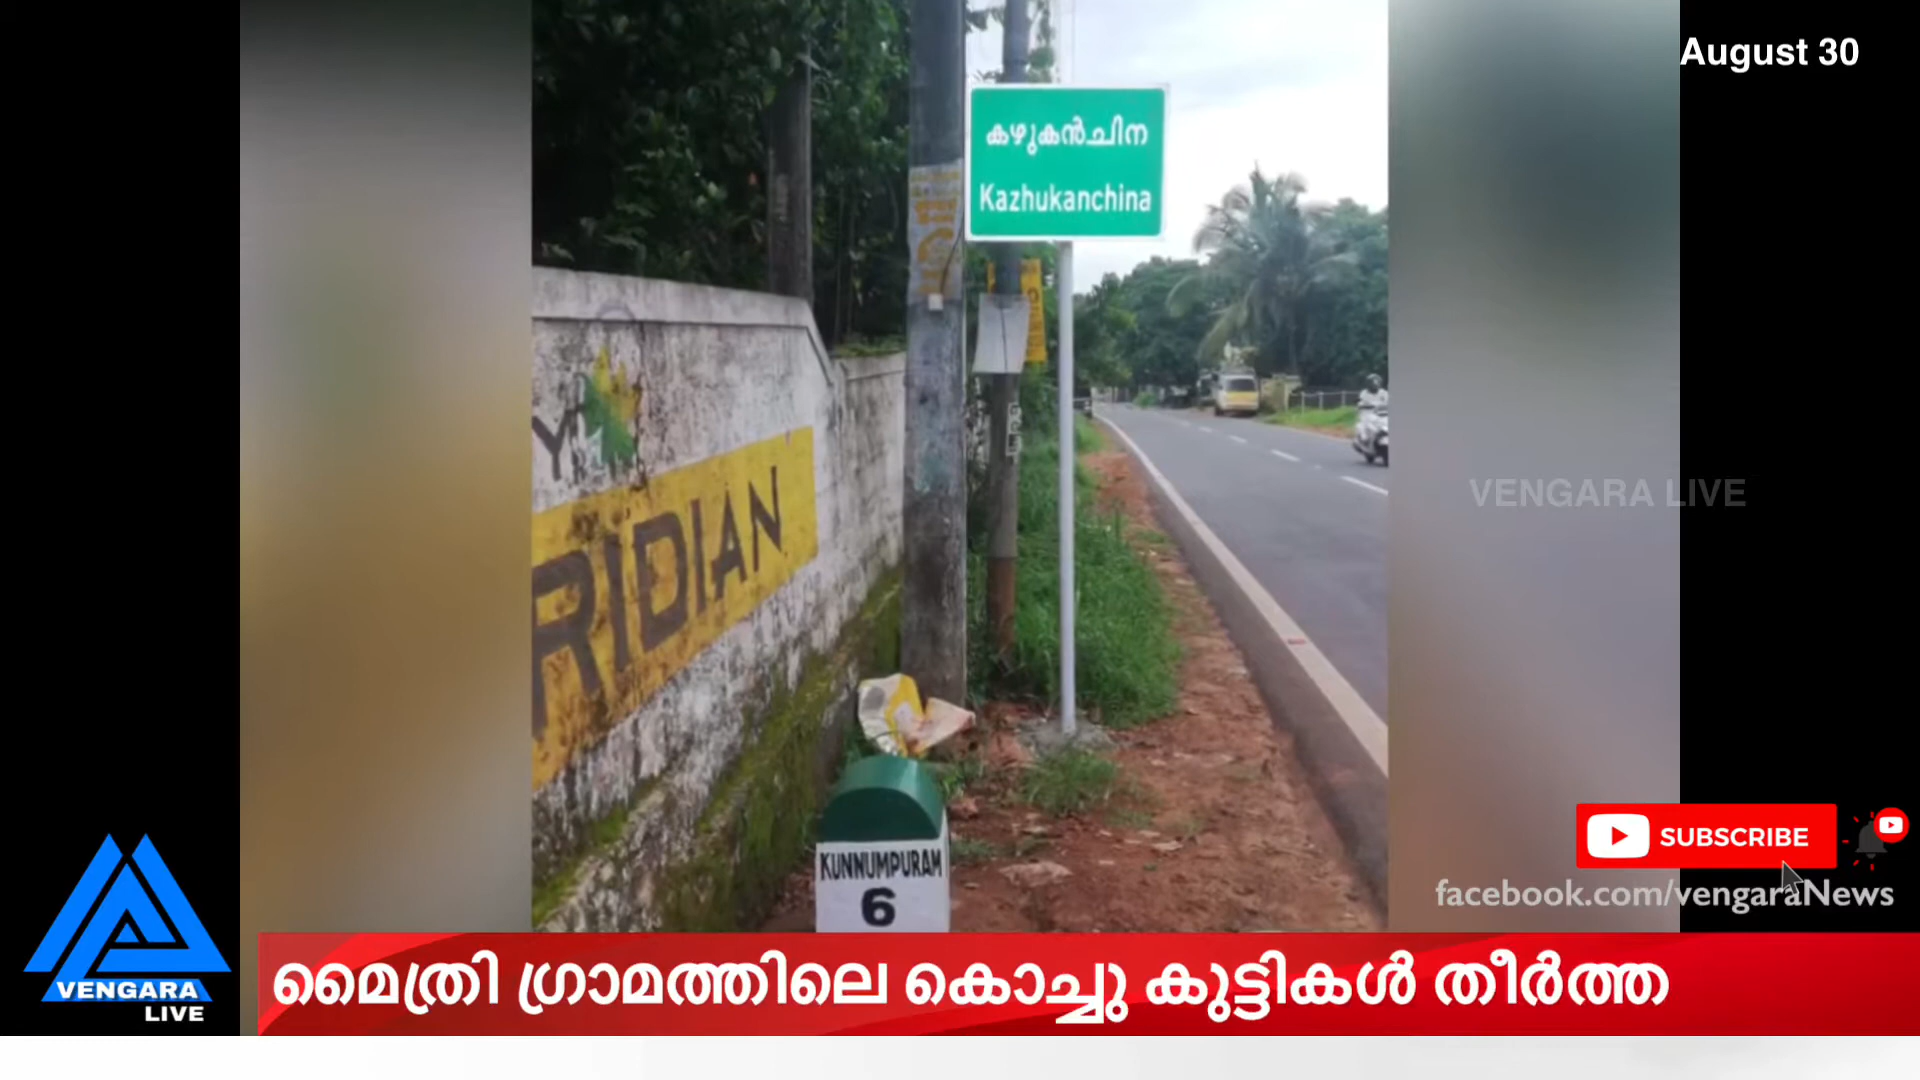 August 30
കഴുകൻചിന
Kazhukanchina
Y
RIDIAN
VENGARA LIVE
SUBSCRIBE
facebook.com/vengaraNews
KUNNUMPURAM
6
മൈത്രി ഗ്രാമത്തിലെ കൊച്ചു കുട്ടികൾ തീർത്ത
VENGARA
LIVE